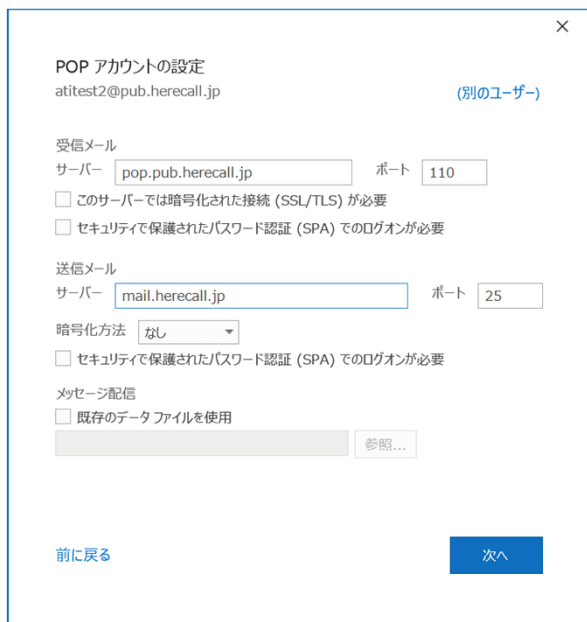 POP アカウントの設定
atitest2@pub.herecall.jp (別のユーザー)
受信メール
サーバー pop.pub.herecall.jp ポート 110
このサーバーでは暗号化された接続 (SSL/TLS) が必要
セキュリティで保護されたパスワード認証 (SPA) でのログオンが必要
送信メール
サーバー mail.herecall.jp ポート 25
暗号化方法 なし
セキュリティで保護されたパスワード認証 (SPA) でのログオンが必要
メッセージ配信
既存のデータ ファイルを使用
参照...
前に戻る 次へ